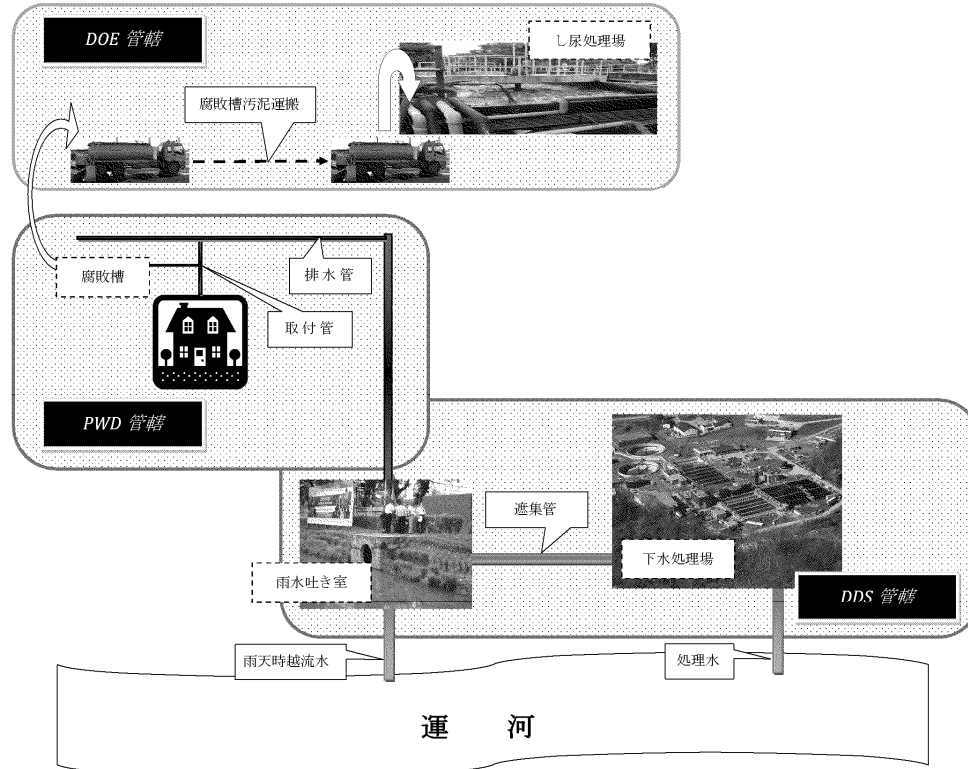 DOE 管轄
し尿処理場
腐敗槽汚泥運搬
腐敗槽
排水管
取付管
PWD 管轄
遮集管
下水処理場
雨水吐き室
DDS 管轄
雨天時越流水
処理水
運 河